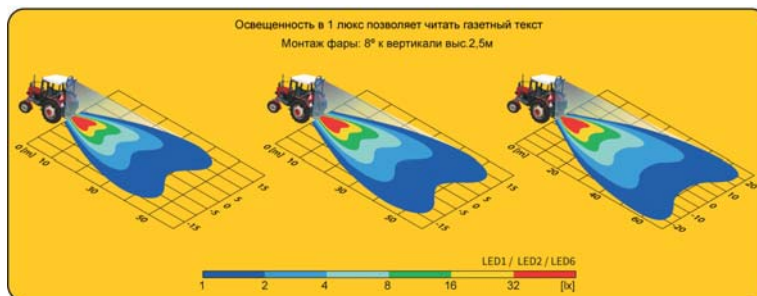 Освещенность в 1 люкс позволяет читать газетный текст
Монтаж фары: 8º к вертикали выс.2,5м
0 [m] 10 30 50 -15 -5 0 5 15
0 [m] 10 30 50 -15 -5 0 5 15
0 [m] 20 40 60 -20 -10 0 10 20
LED1 / LED2 / LED6
1 2 4 8 16 32 [lx]